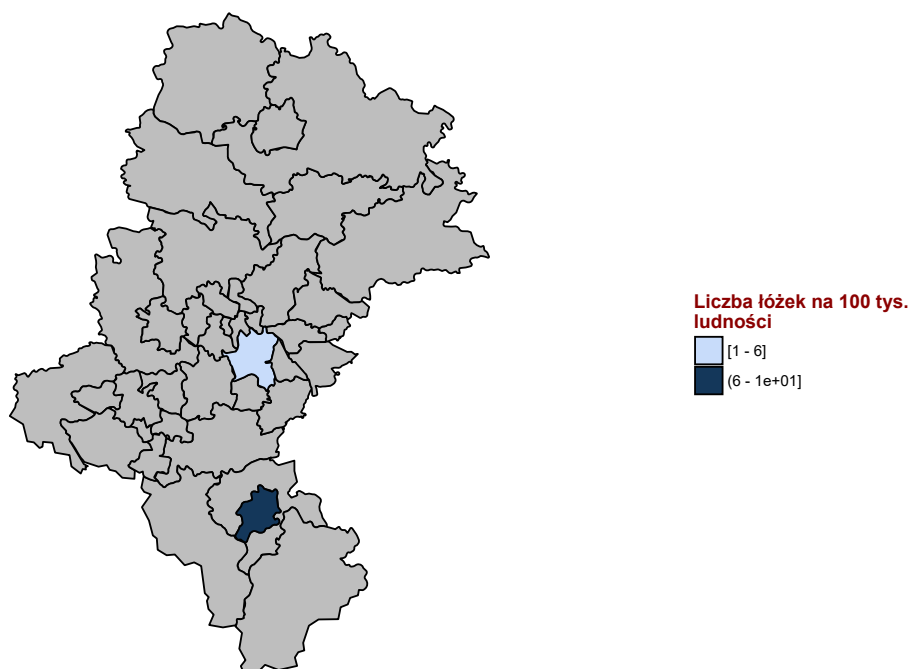 Liczba łóżek na 100 tys.
ludności
[1 - 6]
(6 - 1e+01]